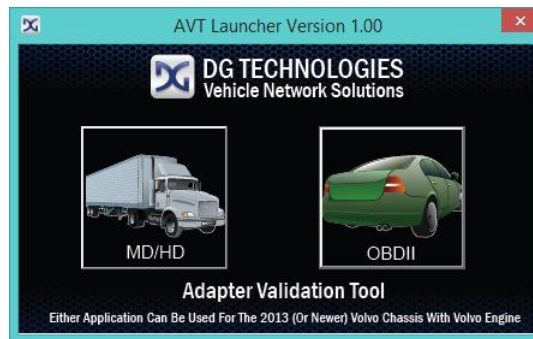 AVT Launcher Version 1.00
DG TECHNOLOGIES
Vehicle Network Solutions
MD/HD
OBDII
Adapter Validation Tool
Either Application Can Be Used For The 2013 (Or Newer) Volvo Chassis With Volvo Engine